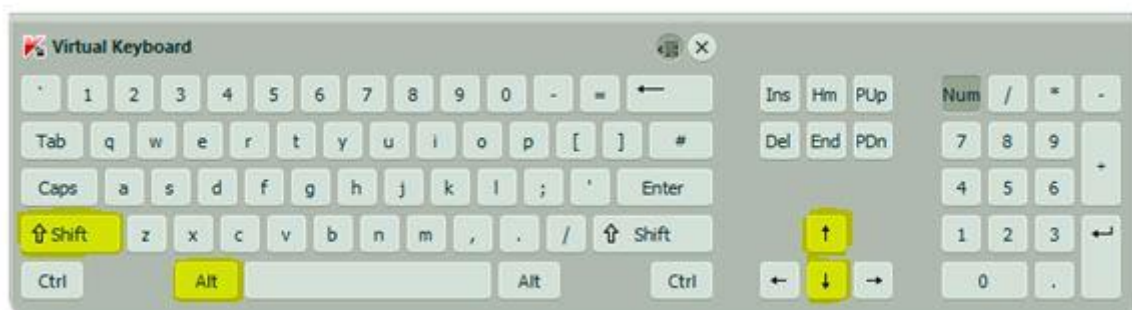 Virtual Keyboard
` 1 2 3 4 5 6 7 8 9 0 - = ← Ins Hm PUp Num / * -
Tab q w e r t y u i o p [ ] # Del End PDn 7 8 9 +
Caps a s d f g h j k l ; ' Enter 4 5 6
⇧ Shift z x c v b n m , . / ⇧ Shift ↑ 1 2 3 ↵
Ctrl Alt Alt Ctrl ← ↓ → 0 .